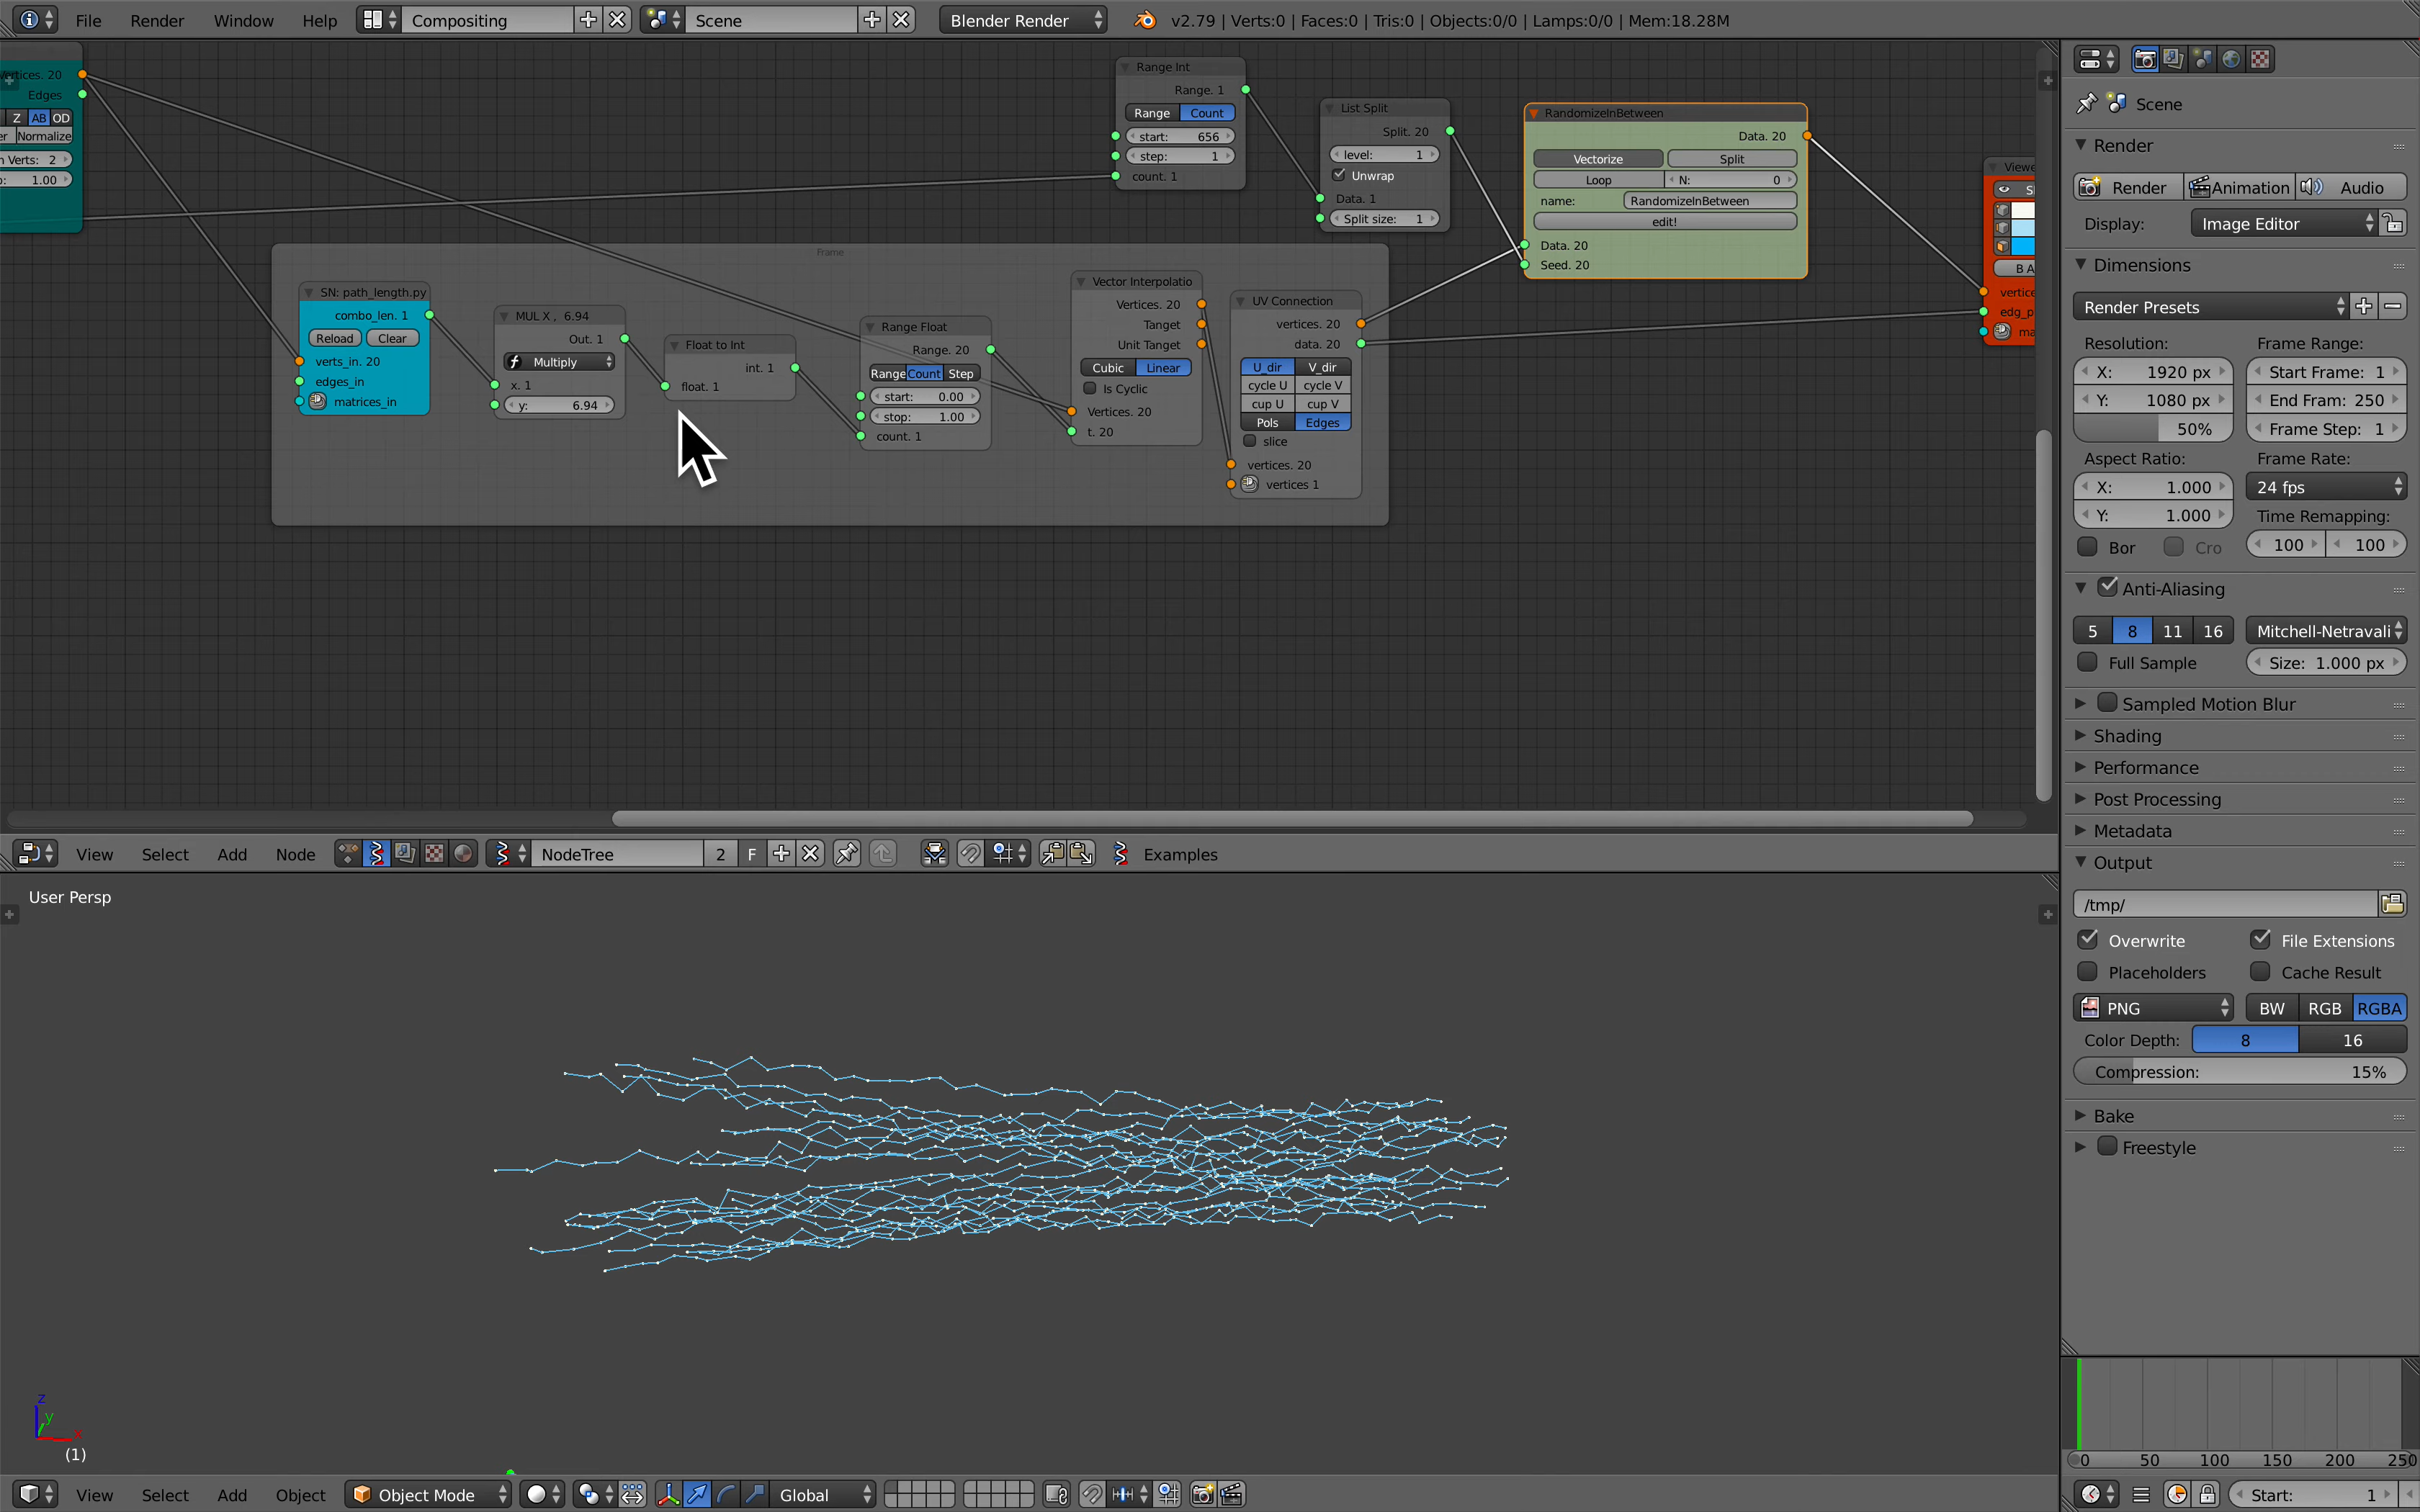 File Render Window Help Compositing Scene Blender Render v2.79 | Verts:0 | Faces:0 | Tris:0 | Objects:0/0 | Lamps:0/0 | Mem:18.28M
Vertices. 20
Edges
Z AB OD
Normalize
Verts: 2
1.00
Range Int
Range. 1
Range Count
start: 656
step: 1
count. 1
List Split
Split. 20
level: 1
Unwrap
Data. 1
Split size: 1
RandomizeInBetween
Data. 20
Vectorize Split
Loop N: 0
name: RandomizeInBetween
edit!
Data. 20
Seed. 20
Frame
SN: path_length.py
combo_len. 1
Reload Clear
verts_in. 20
edges_in
matrices_in
MUL X , 6.94
Out. 1
Multiply
x. 1
y: 6.94
Float to Int
int. 1
float. 1
Range Float
Range. 20
Range Count Step
start: 0.00
stop: 1.00
count. 1
Vector Interpolatio
Vertices. 20
Tanget
Unit Tanget
Cubic Linear
Is Cyclic
Vertices. 20
t. 20
UV Connection
vertices. 20
data. 20
U_dir V_dir
cycle U cycle V
cup U cup V
Pols Edges
slice
vertices. 20
vertices 1
Viewe
B A
vertice
edg_p
ma
View Select Add Node NodeTree 2 F Examples
User Persp
z
y
x
(1)
View Select Add Object Object Mode Global
Scene
Render
Render Animation Audio
Display: Image Editor
Dimensions
Render Presets
Resolution: Frame Range:
X: 1920 px Start Frame: 1
Y: 1080 px End Fram: 250
50% Frame Step: 1
Aspect Ratio: Frame Rate:
X: 1.000 24 fps
Y: 1.000 Time Remapping:
Bor Cro 100 100
Anti-Aliasing
5 8 11 16 Mitchell-Netravali
Full Sample Size: 1.000 px
Sampled Motion Blur
Shading
Performance
Post Processing
Metadata
Output
/tmp/
Overwrite File Extensions
Placeholders Cache Result
PNG BW RGB RGBA
Color Depth: 8 16
Compression: 15%
Bake
Freestyle
0 50 100 150 200 250
Start: 1